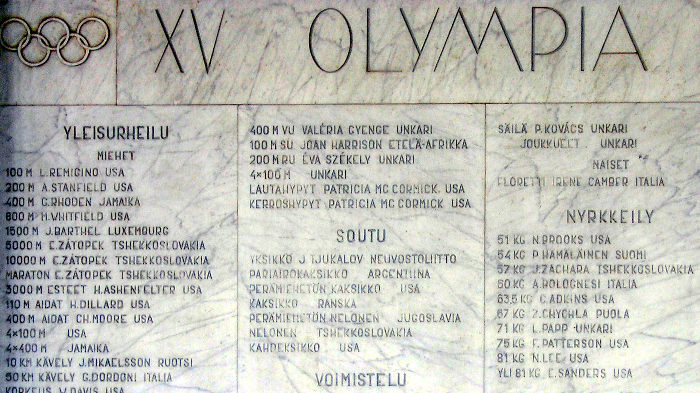 XV OLYMPIA
YLEISURHEILU
MIEHET
100 M L.REMIGINO USA
200 M A.STANFIELD USA
400 M G.RHODEN JAMAIKA
800 M M.WHITFIELD USA
1500 M J.BARTHEL LUXEMBURG
5000 M E.ZÁTOPEK TSHEKKOSLOVAKIA
10000 M E.ZÁTOPEK TSHEKKOSLOVAKIA
MARATON E.ZÁTOPEK TSHEKKOSLOVAKIA
3000 M ESTEET H.ASHENFELTER USA
110 M AIDAT H.DILLARD USA
400 M AIDAT CH.MOORE USA
4×100 M USA
4×400 M JAMAIKA
10 KM KÄVELY J.MIKAELSSON RUOTSI
50 KM KÄVELY G.DORDONI ITALIA
KORKEUS W.DAVIS USA
400 M VU VALÉRIA GYENGE UNKARI
100 M SU JOAN HARRISON ETELÄ-AFRIKKA
200 M RU ÉVA SZÉKELY UNKARI
4×100 M UNKARI
LAUTAHYPYT PATRICIA MC CORMICK USA
KERROSHYPYT PATRICIA MC CORMICK USA
SOUTU
YKSIKKO J.TJUKALOV NEUVOSTOLIITTO
PARIAIROKAKSIKKO ARGENTIINA
PERÄMIEHETÖN KAKSIKKO USA
KAKSIKKO RANSKA
PERÄMIEHETÖN NELONEN JUGOSLAVIA
NELONEN TSHEKKOSLOVAKIA
KAHDEKSIKKO USA
VOIMISTELU
SÄILÄ P.KOVÁCS UNKARI
JOUKKUEET UNKARI
NAISET
FLORETTI IRENE CAMBER ITALIA
NYRKKEILY
51 KG N.BROOKS USA
54 KG P.HÄMÄLÄINEN SUOMI
57 KG J.ZACHARA TSHEKKOSLOVAKIA
60 KG A.BOLOGNESI ITALIA
63,5 KG C.ADKINS USA
67 KG Z.CHYCHLA PUOLA
71 KG L.PAPP UNKARI
75 KG F.PATTERSON USA
81 KG N.LEE USA
YLI 81 KG E.SANDERS USA